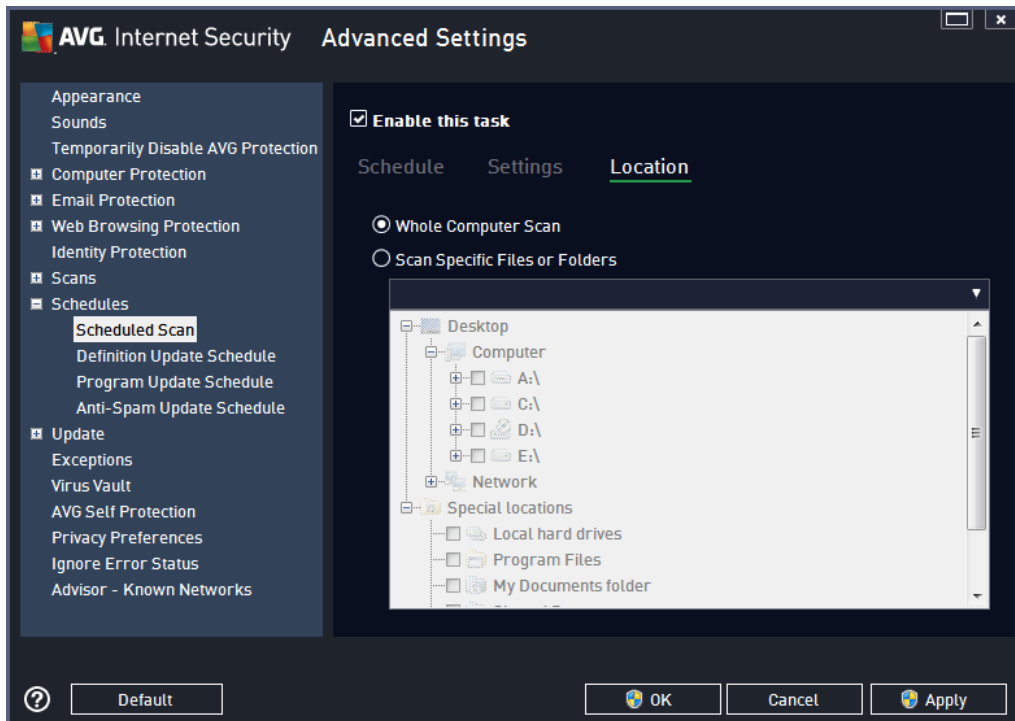 AVG. Internet Security Advanced Settings
Appearance
Sounds
Temporarily Disable AVG Protection
Computer Protection
Email Protection
Web Browsing Protection
Identity Protection
Scans
Schedules
Scheduled Scan
Definition Update Schedule
Program Update Schedule
Anti-Spam Update Schedule
Update
Exceptions
Virus Vault
AVG Self Protection
Privacy Preferences
Ignore Error Status
Advisor - Known Networks
Enable this task
Schedule Settings Location
Whole Computer Scan
Scan Specific Files or Folders
Desktop
Computer
A:\
C:\
D:\
E:\
Network
Special locations
Local hard drives
Program Files
My Documents folder
Default
OK
Cancel
Apply